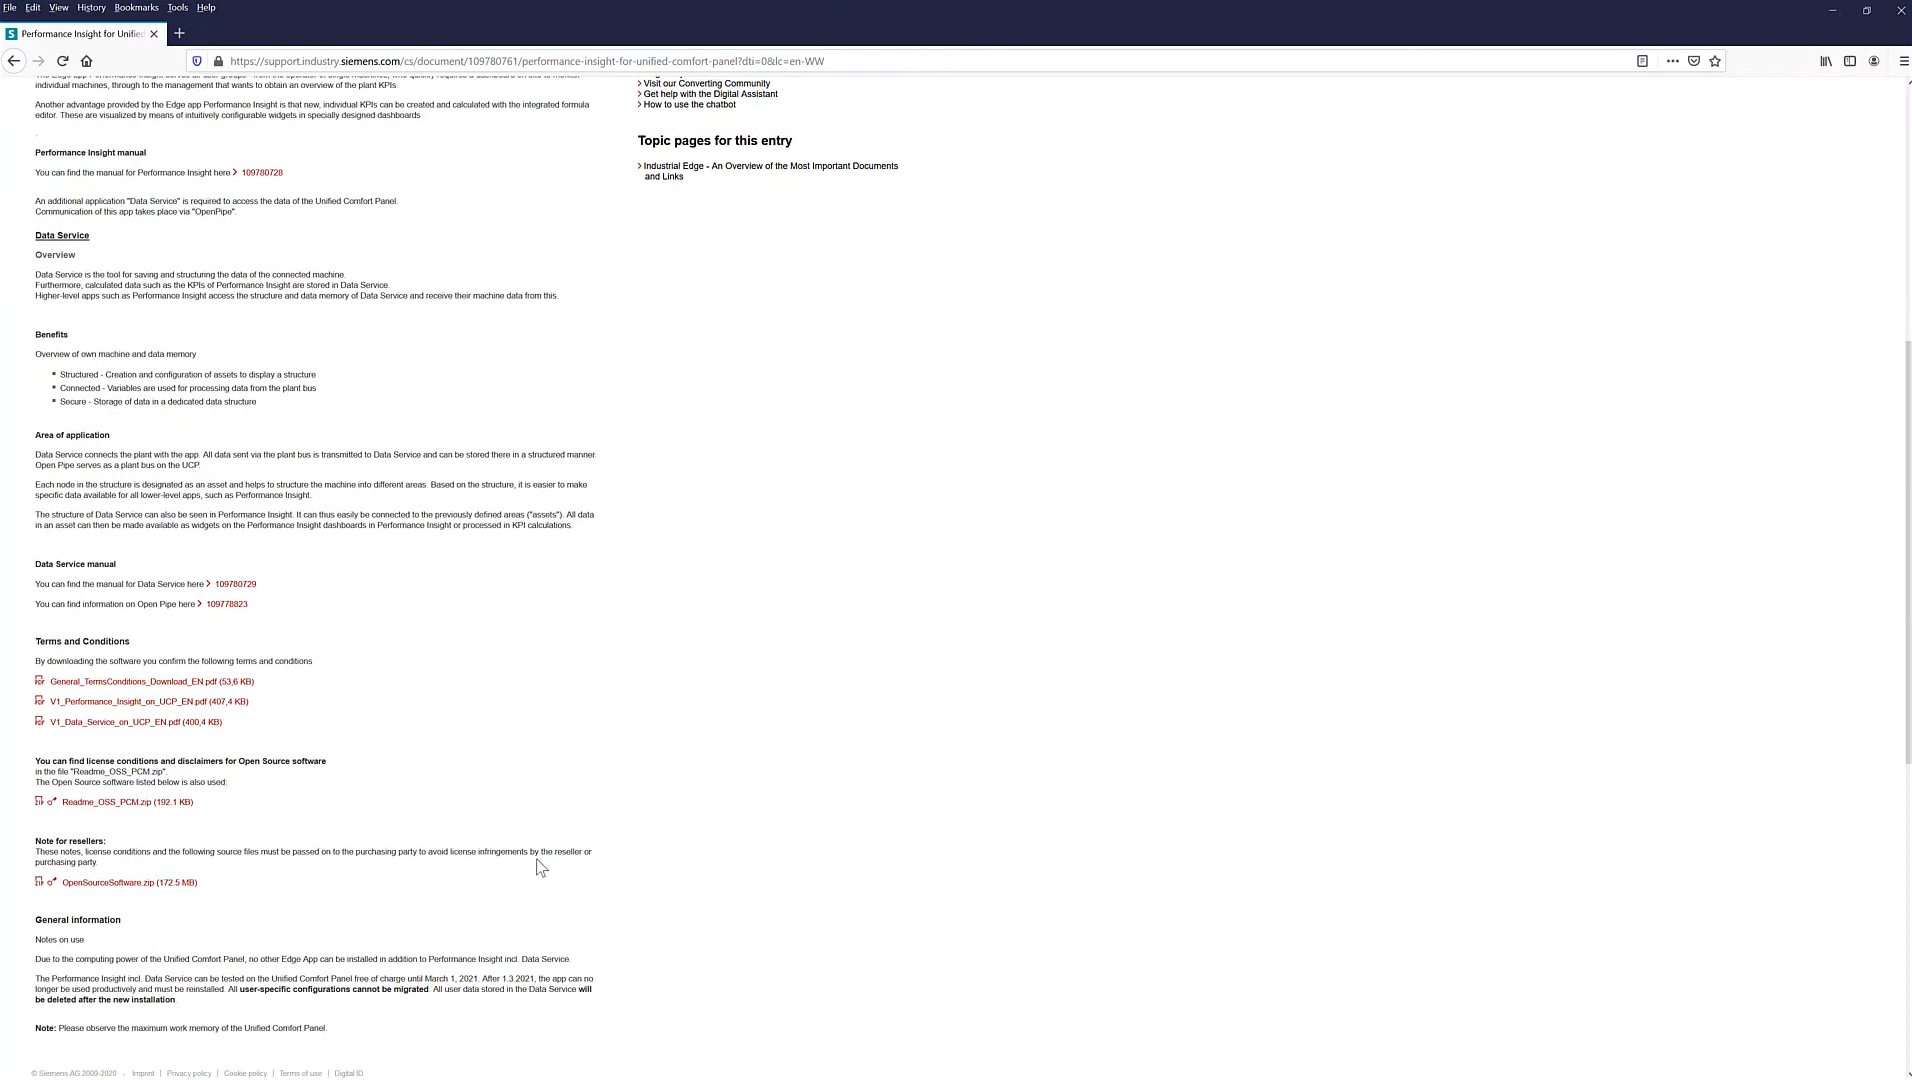 File Edit View History Bookmarks Tools Help
Performance Insight for Unified
https://support.industry.siemens.com/cs/document/109780761/performance-insight-for-unified-comfort-panel?dti=0&lc=en-WW
individual machines, through to the management that wants to obtain an overview of the plant KPIs.
Another advantage provided by the Edge app Performance Insight is that new, individual KPIs can be created and calculated with the integrated formula
editor. These are visualized by means of intuitively configurable widgets in specially designed dashboards
.
Performance Insight manual
You can find the manual for Performance Insight here 109780728
An additional application "Data Service" is required to access the data of the Unified Comfort Panel.
Communication of this app takes place via "OpenPipe".
Data Service
Overview
Data Service is the tool for saving and structuring the data of the connected machine.
Furthermore, calculated data such as the KPIs of Performance Insight are stored in Data Service.
Higher-level apps such as Performance Insight access the structure and data memory of Data Service and receive their machine data from this.
Benefits
Overview of own machine and data memory
Structured - Creation and configuration of assets to display a structure
Connected - Variables are used for processing data from the plant bus
Secure - Storage of data in a dedicated data structure
Area of application
Data Service connects the plant with the app. All data sent via the plant bus is transmitted to Data Service and can be stored there in a structured manner.
Open Pipe serves as a plant bus on the UCP.
Each node in the structure is designated as an asset and helps to structure the machine into different areas. Based on the structure, it is easier to make
specific data available for all lower-level apps, such as Performance Insight.
The structure of Data Service can also be seen in Performance Insight. It can thus easily be connected to the previously defined areas ("assets"). All data
in an asset can then be made available as widgets on the Performance Insight dashboards in Performance Insight or processed in KPI calculations.
Data Service manual
You can find the manual for Data Service here 109780729
You can find information on Open Pipe here 109778823
Terms and Conditions
By downloading the software you confirm the following terms and conditions
General_TermsConditions_Download_EN.pdf (53,6 KB)
V1_Performance_Insight_on_UCP_EN.pdf (407,4 KB)
V1_Data_Service_on_UCP_EN.pdf (400,4 KB)
You can find license conditions and disclaimers for Open Source software
in the file "Readme_OSS_PCM.zip".
The Open Source software listed below is also used:
Readme_OSS_PCM.zip (192.1 KB)
Note for resellers:
These notes, license conditions and the following source files must be passed on to the purchasing party to avoid license infringements by the reseller or
purchasing party.
OpenSourceSoftware.zip (172.5 MB)
General information
Notes on use
Due to the computing power of the Unified Comfort Panel, no other Edge App can be installed in addition to Performance Insight incl. Data Service.
The Performance Insight incl. Data Service can be tested on the Unified Comfort Panel free of charge until March 1, 2021. After 1.3.2021, the app can no
longer be used productively and must be reinstalled. All user-specific configurations cannot be migrated. All user data stored in the Data Service will
be deleted after the new installation.
Note: Please observe the maximum work memory of the Unified Comfort Panel.
© Siemens AG 2009-2020 - Imprint | Privacy policy | Cookie policy | Terms of use | Digital ID
Visit our Converting Community
Get help with the Digital Assistant
How to use the chatbot
Topic pages for this entry
Industrial Edge - An Overview of the Most Important Documents
and Links